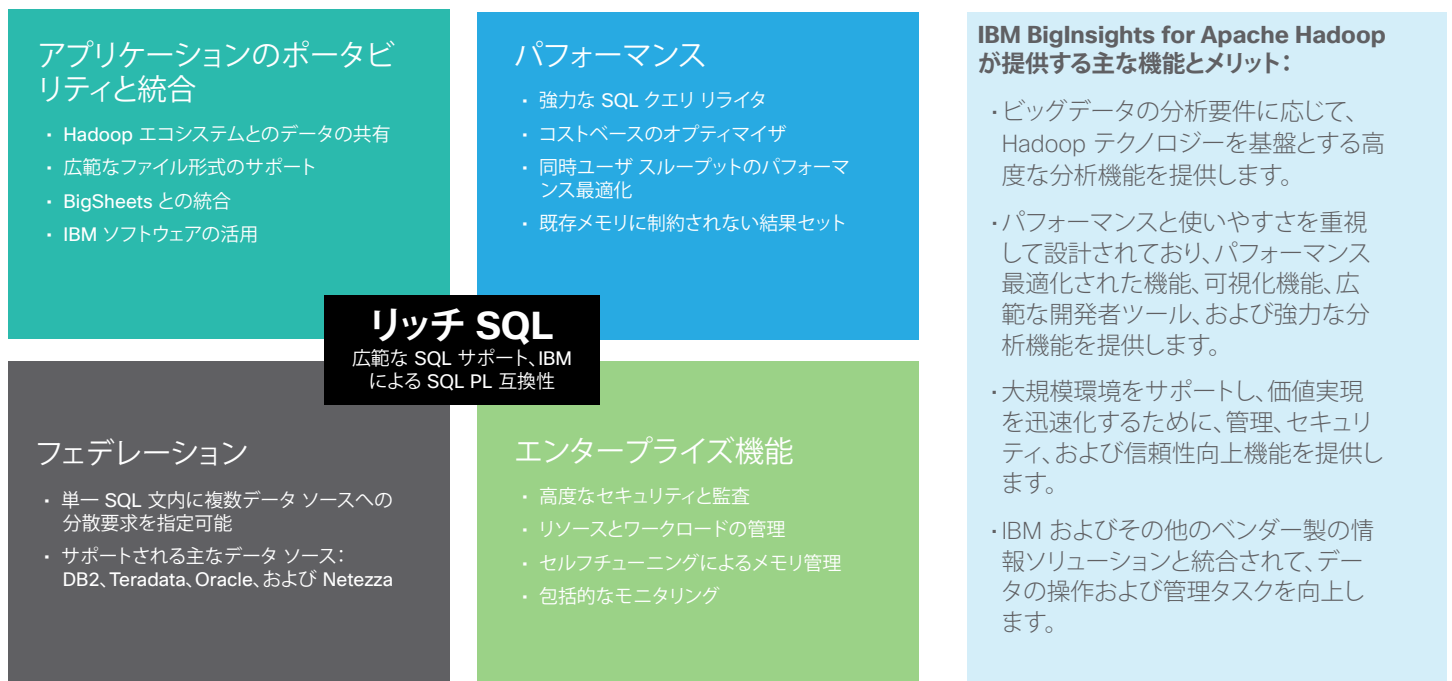 アプリケーションのポータビ
リティと統合
・ Hadoop エコシステムとのデータの共有
・ 広範なファイル形式のサポート
・ BigSheets との統合
・ IBM ソフトウェアの活用
パフォーマンス
・ 強力な SQL クエリ リライタ
・ コストベースのオプティマイザ
・ 同時ユーザ スループットのパフォーマ
ンス最適化
・ 既存メモリに制約されない結果セット
リッチ SQL
広範な SQL サポート、IBM
による SQL PL 互換性
フェデレーション
・ 単一 SQL 文内に複数データ ソースへの
分散要求を指定可能
・ サポートされる主なデータ ソース：
DB2、Teradata、Oracle、および Netezza
エンタープライズ機能
・ 高度なセキュリティと監査
・ リソースとワークロードの管理
・ セルフチューニングによるメモリ管理
・ 包括的なモニタリング
IBM BigInsights for Apache Hadoop
が提供する主な機能とメリット：
・ビッグデータの分析要件に応じて、
Hadoop テクノロジーを基盤とする高
度な分析機能を提供します。
・パフォーマンスと使いやすさを重視
して設計されており、パフォーマンス
最適化された機能、可視化機能、広
範な開発者ツール、および強力な分
析機能を提供します。
・大規模環境をサポートし、価値実現
を迅速化するために、管理、セキュリ
ティ、および信頼性向上機能を提供し
ます。
・IBM およびその他のベンダー製の情
報ソリューションと統合されて、デー
タの操作および管理タスクを向上し
ます。